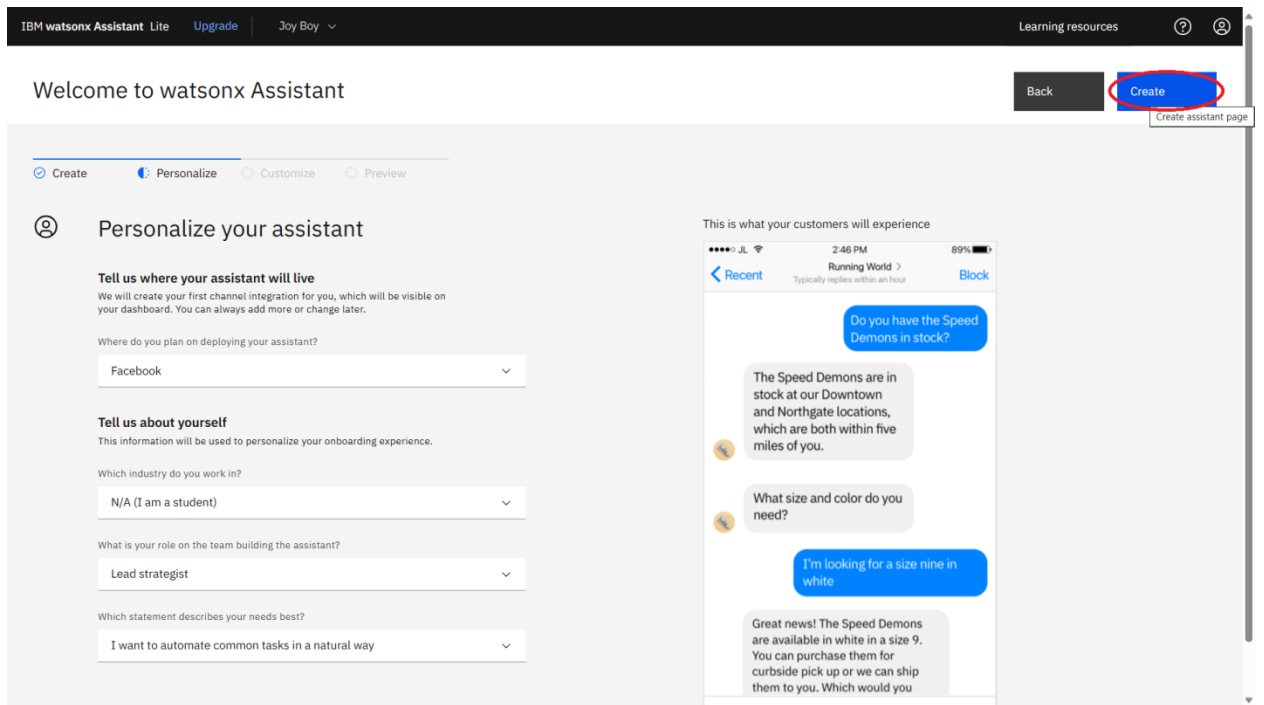 IBM watsonx Assistant Lite Upgrade Joy Boy Learning resources
Welcome to watsonx Assistant
Back Create
Create assistant page
Create Personalize Customize Preview
Personalize your assistant
Tell us where your assistant will live
We will create your first channel integration for you, which will be visible on
your dashboard. You can always add more or change later.
Where do you plan on deploying your assistant?
Facebook
Tell us about yourself
This information will be used to personalize your onboarding experience.
Which industry do you work in?
N/A (I am a student)
What is your role on the team building the assistant?
Lead strategist
Which statement describes your needs best?
I want to automate common tasks in a natural way
This is what your customers will experience
JL 2:46 PM 89%
Recent Running World Block
Typically replies within an hour
Do you have the Speed
Demons in stock?
The Speed Demons are in
stock at our Downtown
and Northgate locations,
which are both within five
miles of you.
What size and color do you
need?
I'm looking for a size nine in
white
Great news! The Speed Demons
are available in white in a size 9.
You can purchase them for
curbside pick up or we can ship
them to you. Which would you